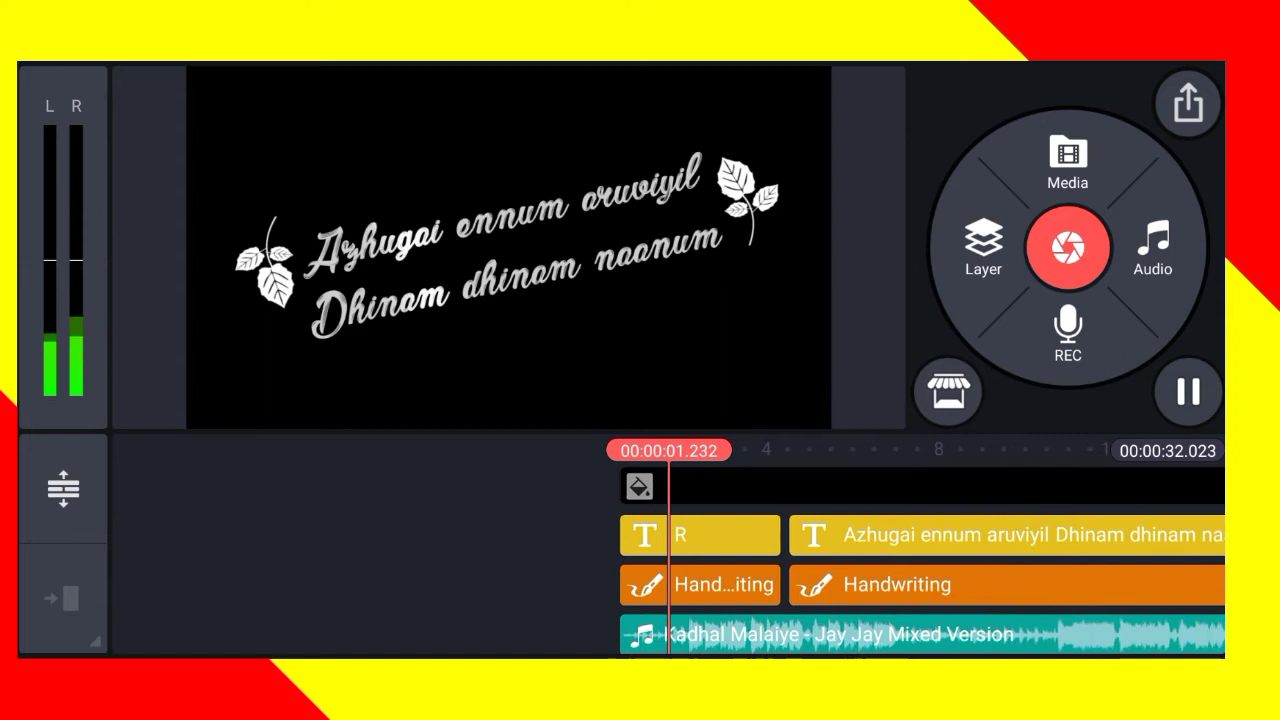 L R
Azhugai ennum aruviyil
Dhinam dhinam naanum
Media
Layer
Audio
REC
00:00:01.232
4
8
1
00:00:32.023
R
Azhugai ennum aruviyil Dhinam dhinam na
Hand...iting
Handwriting
Kadhal Malaiye - Jay Jay Mixed Version